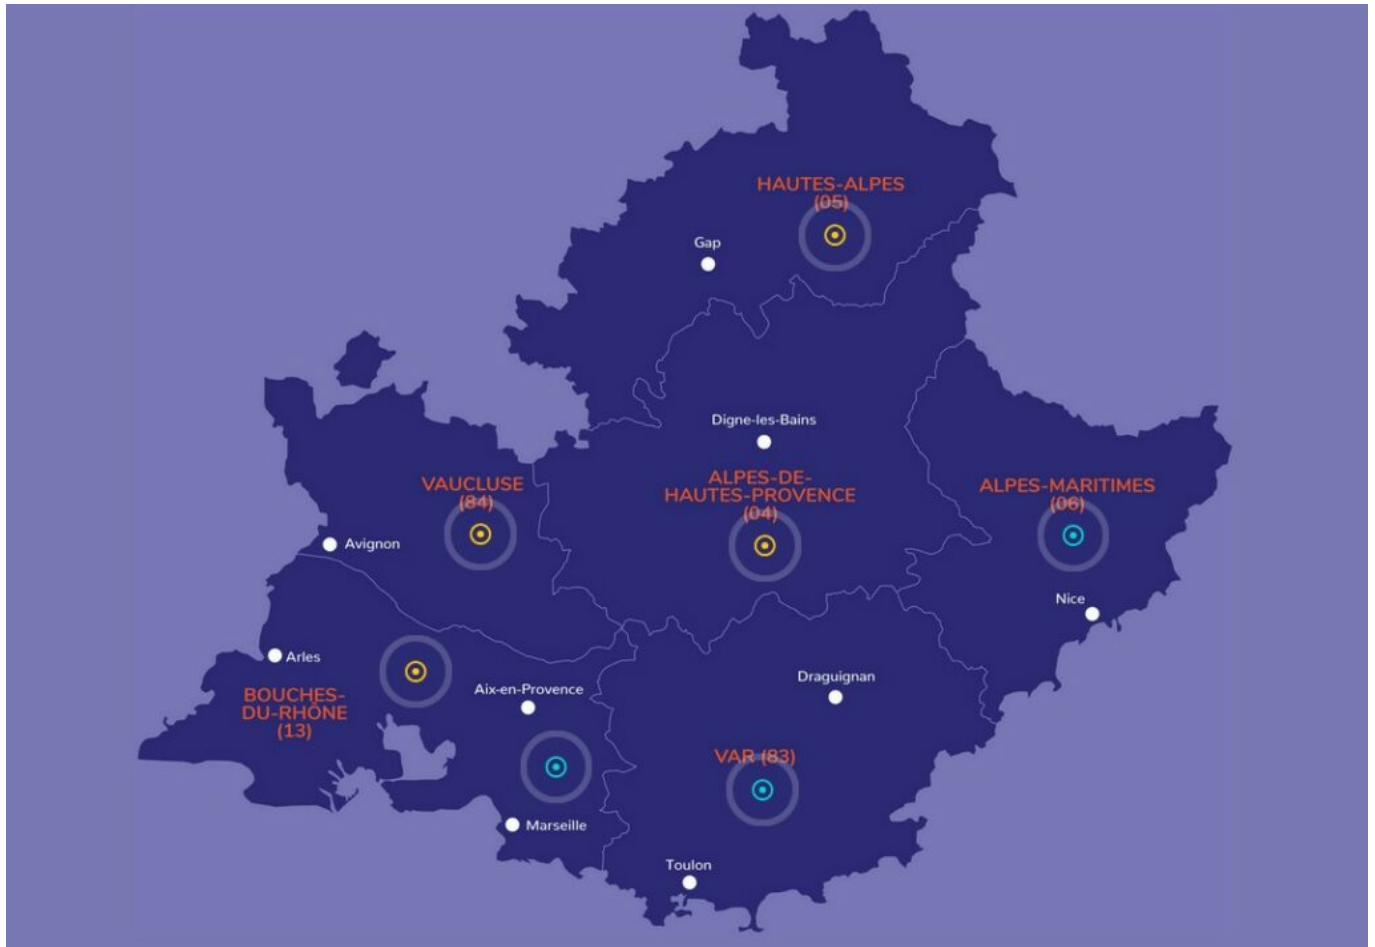 HAUTES-ALPES
(05)
Gap
Digne-les-Bains
VAUCLUSE
(84)
ALPES-DE-
HAUTES-PROVENCE
(04)
ALPES-MARITIMES
(06)
Avignon
Nice
Arles
BOUCHES-
DU-RHÔNE
(13)
Aix-en-Provence
Draguignan
VAR (83)
Marseille
Toulon